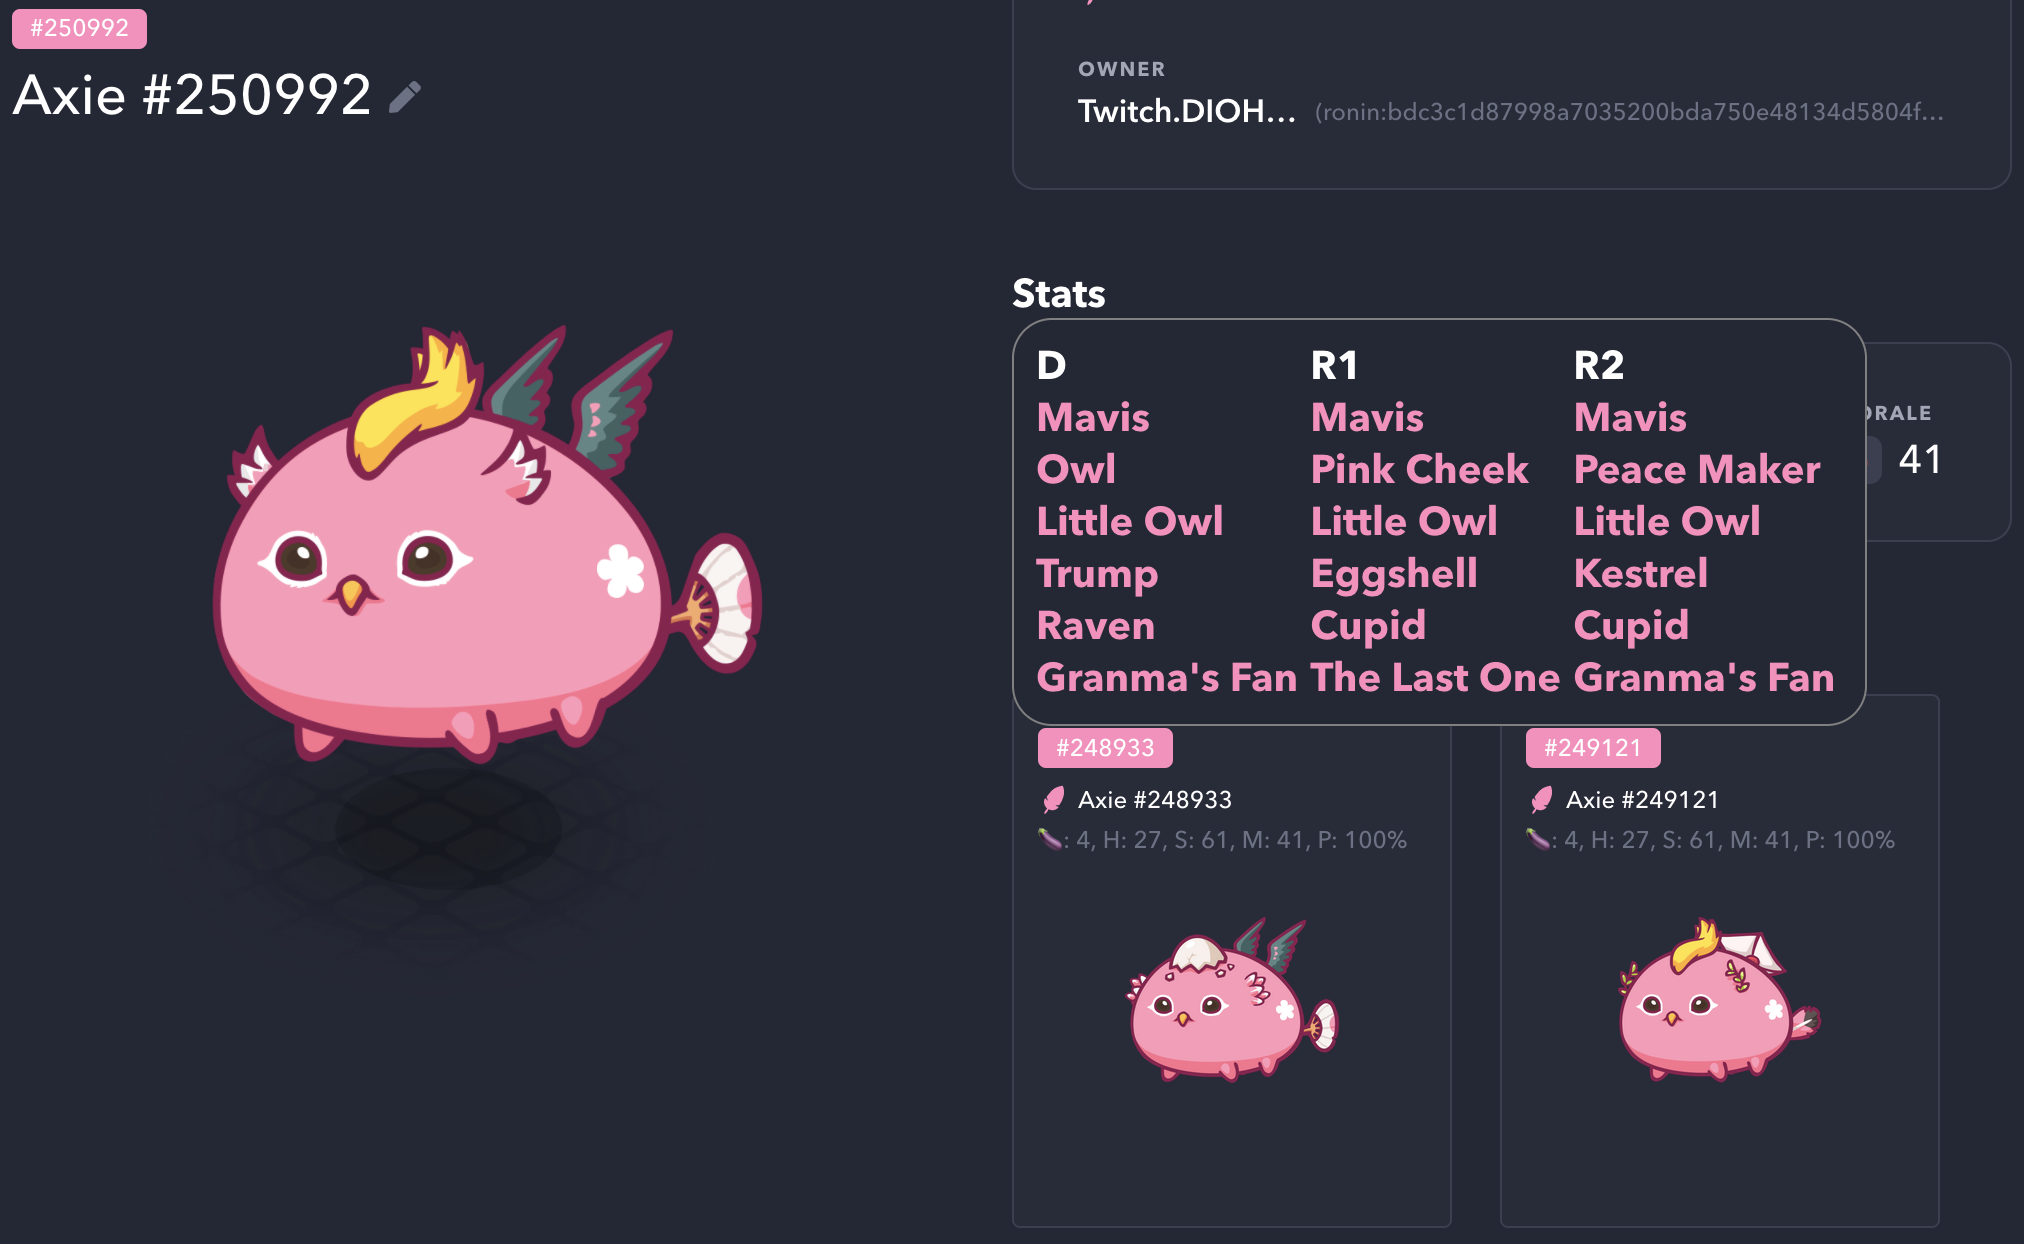 #250992
Axie #250992
OWNER
Twitch.DIOH... (ronin:bdc3c1d87998a7035200bda750e48134d5804f...
Stats
D R1 R2
Mavis Mavis Mavis
Owl Pink Cheek Peace Maker
Little Owl Little Owl Little Owl
Trump Eggshell Kestrel
Raven Cupid Cupid
Granma's Fan The Last One Granma's Fan
ORALE
41
#248933
Axie #248933
: 4, H: 27, S: 61, M: 41, P: 100%
#249121
Axie #249121
: 4, H: 27, S: 61, M: 41, P: 100%